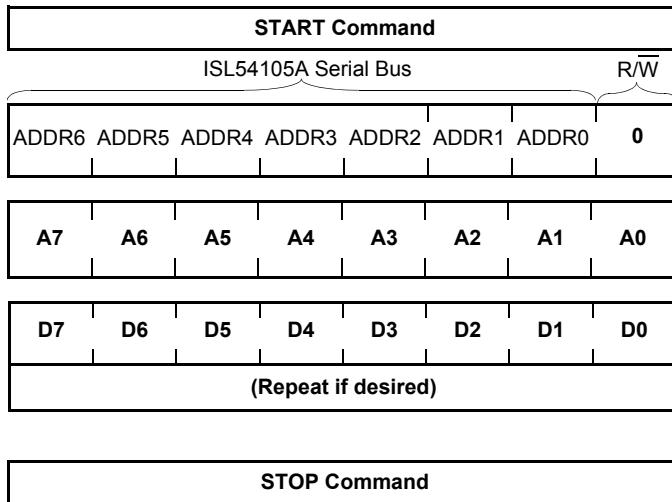 START Command
ISL54105A Serial Bus R/W̅
ADDR6 ADDR5 ADDR4 ADDR3 ADDR2 ADDR1 ADDR0 0
A7 A6 A5 A4 A3 A2 A1 A0
D7 D6 D5 D4 D3 D2 D1 D0
(Repeat if desired)
STOP Command